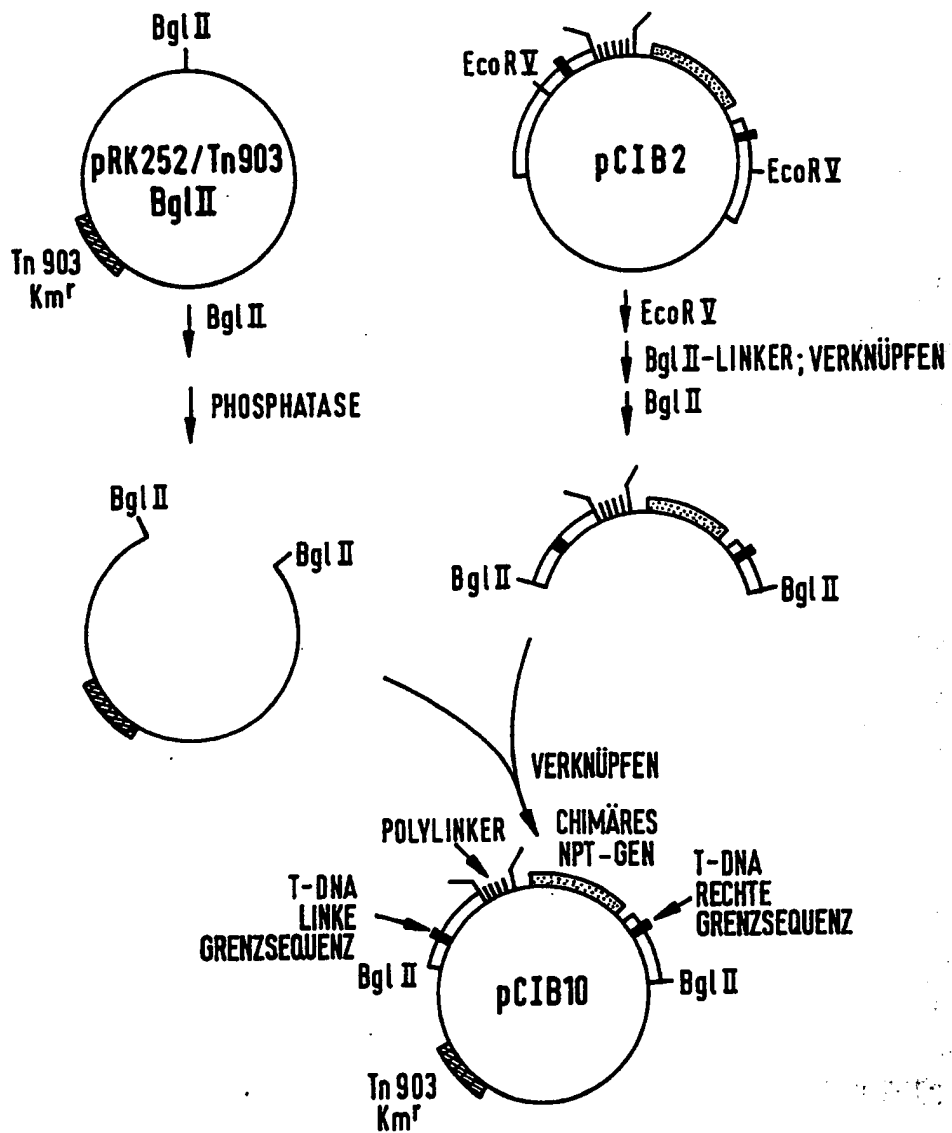 Bgl II
pRK252/Tn903
Bgl II
Tn 903
Kmr
Bgl II
PHOSPHATASE
Bgl II
Bgl II
EcoR V
pCIB2
EcoR V
EcoR V
Bgl II-LINKER; VERKNÜPFEN
Bgl II
Bgl II
Bgl II
VERKNÜPFEN
POLYLINKER
CHIMÄRES
NPT-GEN
T-DNA
LINKE
GRENZSEQUENZ
T-DNA
RECHTE
GRENZSEQUENZ
Bgl II
Bgl II
pCIB10
Tn 903
Kmr